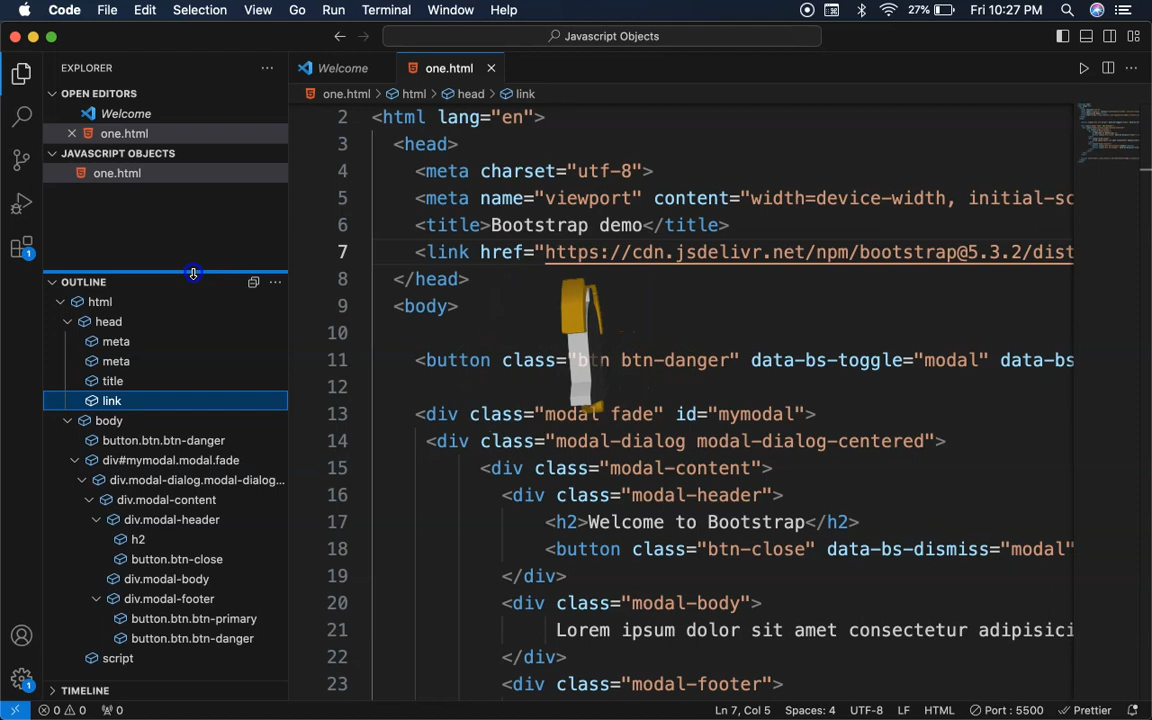 Code File Edit Selection View Go Run Terminal Window Help 27% Fri 10:27 PM
Javascript Objects
EXPLORER
Welcome one.html
OPEN EDITORS
one.html html head link
Welcome
one.html
JAVASCRIPT OBJECTS
one.html
OUTLINE
html
head
meta
meta
title
link
body
button.btn.btn-danger
div#mymodal.modal.fade
div.modal-dialog.modal-dialog...
div.modal-content
div.modal-header
h2
button.btn-close
div.modal-body
div.modal-footer
button.btn.btn-primary
button.btn.btn-danger
script
TIMELINE
1
1
2 <html lang="en">
3 <head>
4 <meta charset="utf-8">
5 <meta name="viewport" content="width=device-width, initial-sc
6 <title>Bootstrap demo</title>
7 <link href="https://cdn.jsdelivr.net/npm/bootstrap@5.3.2/dist
8 </head>
9 <body>
10
11 <button class="btn btn-danger" data-bs-toggle="modal" data-bs
12
13 <div class="modal fade" id="mymodal">
14 <div class="modal-dialog modal-dialog-centered">
15 <div class="modal-content">
16 <div class="modal-header">
17 <h2>Welcome to Bootstrap</h2>
18 <button class="btn-close" data-bs-dismiss="modal"
19 </div>
20 <div class="modal-body">
21 Lorem ipsum dolor sit amet consectetur adipisici
22 </div>
23 <div class="modal-footer">
0 0 0 Ln 7, Col 5 Spaces: 4 UTF-8 LF HTML Port : 5500 Prettier